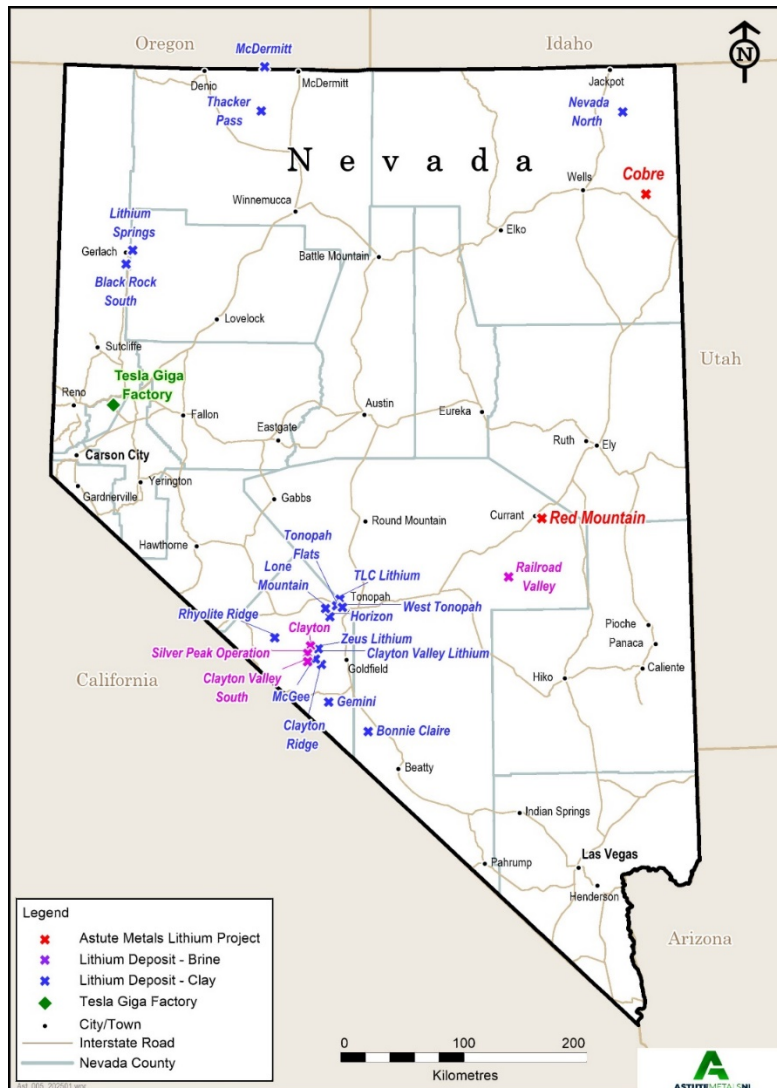 Oregon
McDermitt
Idaho
N
Denio
McDermitt
Jackpot
Thacker
Pass
Nevada
North
Nevada
Cobre
Wells
Winnemucca
Elko
Lithium
Springs
Gerlach
Battle Mountain
Black Rock
South
Lovelock
Sutcliffe
Utah
Tesla Giga
Factory
Reno
Fallon
Austin
Eureka
Eastgate
Ruth
Ely
Carson City
Yerington
Gardnerville
Gabbs
Currant
Red Mountain
Round Mountain
Hawthorne
Tonopah
Flats
Lone
Mountain
TLC Lithium
Railroad
Valley
Tonopah
West Tonopah
Rhyolite Ridge
Horizon
Clayton
Pioche
Zeus Lithium
Panaca
Silver Peak Operation
Clayton Valley Lithium
Goldfield
Caliente
California
Clayton Valley
South
Hiko
McGee
Gemini
Clayton
Ridge
Bonnie Claire
Beatty
Indian Springs
Pahrump
Las Vegas
Henderson
Arizona
Legend
Astute Metals Lithium Project
Lithium Deposit - Brine
Lithium Deposit - Clay
Tesla Giga Factory
City/Town
Interstate Road
Nevada County
0 100 200
Kilometres
ASTUTEMETALSNL